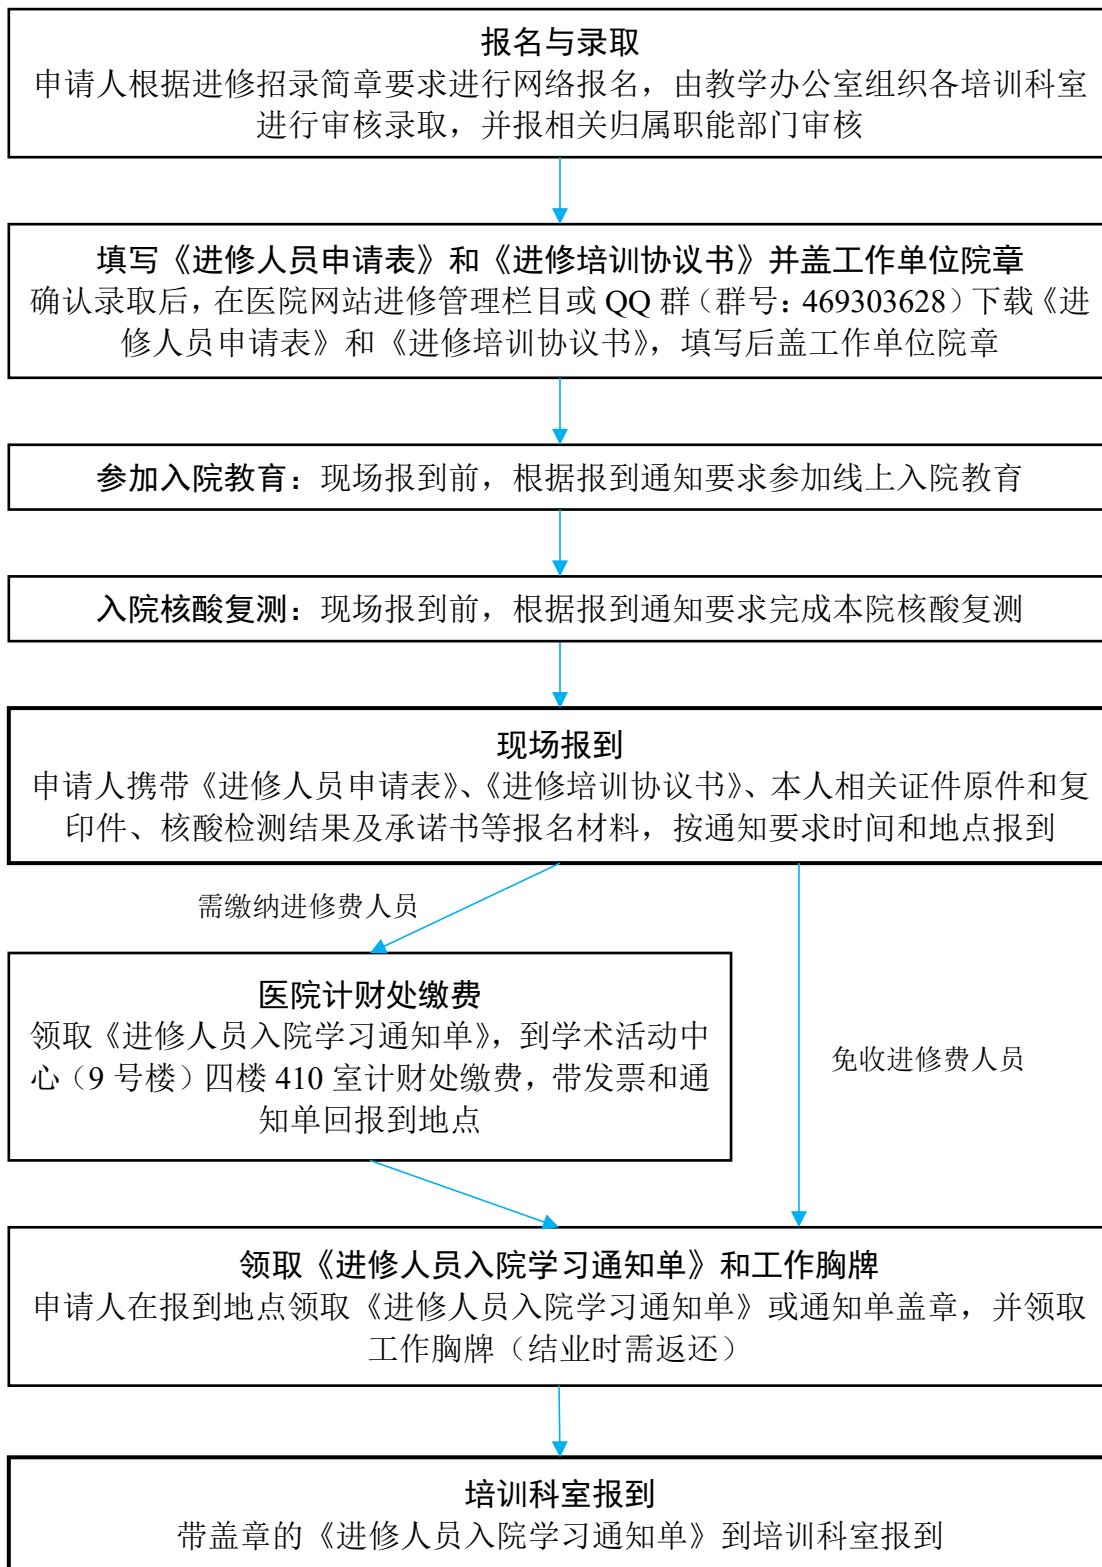 报名与录取
申请人根据进修招录简章要求进行网络报名，由教学办公室组织各培训科室
进行审核录取，并报相关归属职能部门审核
填写《进修人员申请表》和《进修培训协议书》并盖工作单位院章
确认录取后，在医院网站进修管理栏目或 QQ 群（群号：469303628）下载《进
修人员申请表》和《进修培训协议书》，填写后盖工作单位院章
参加入院教育：现场报到前，根据报到通知要求参加线上入院教育
入院核酸复测：现场报到前，根据报到通知要求完成本院核酸复测
现场报到
申请人携带《进修人员申请表》、《进修培训协议书》、本人相关证件原件和复
印件、核酸检测结果及承诺书等报名材料，按通知要求时间和地点报到
需缴纳进修费人员
医院计财处缴费
领取《进修人员入院学习通知单》，到学术活动中
心（9 号楼）四楼 410 室计财处缴费，带发票和通
知单回报到地点
免收进修费人员
领取《进修人员入院学习通知单》和工作胸牌
申请人在报到地点领取《进修人员入院学习通知单》或通知单盖章，并领取
工作胸牌（结业时需返还）
培训科室报到
带盖章的《进修人员入院学习通知单》到培训科室报到